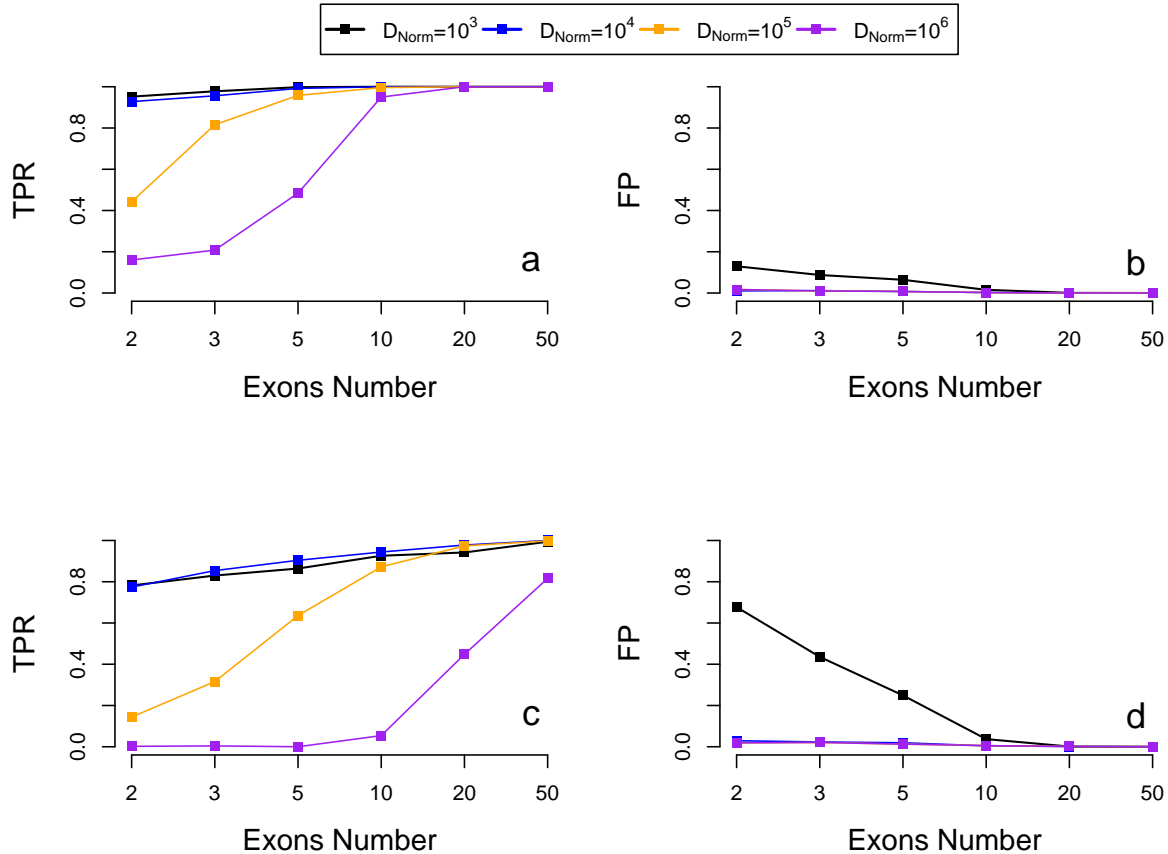 D_Norm=10^3 D_Norm=10^4 D_Norm=10^5 D_Norm=10^6
TPR
0.0 0.4 0.8
2 3 5 10 20 50
Exons Number
a
FP
0.0 0.4 0.8
2 3 5 10 20 50
Exons Number
b
TPR
0.0 0.4 0.8
2 3 5 10 20 50
Exons Number
c
FP
0.0 0.4 0.8
2 3 5 10 20 50
Exons Number
d